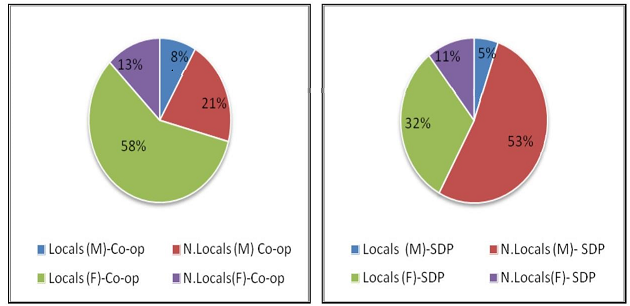 8%
13%
21%
58%
Locals (M)-Co-op N.Locals (M) Co-op
Locals (F)-Co-op N.Locals(F)-Co-op
5%
11%
32%
53%
Locals (M)-SDP N.Locals (M)- SDP
Locals (F)-SDP N.Locals(F)- SDP